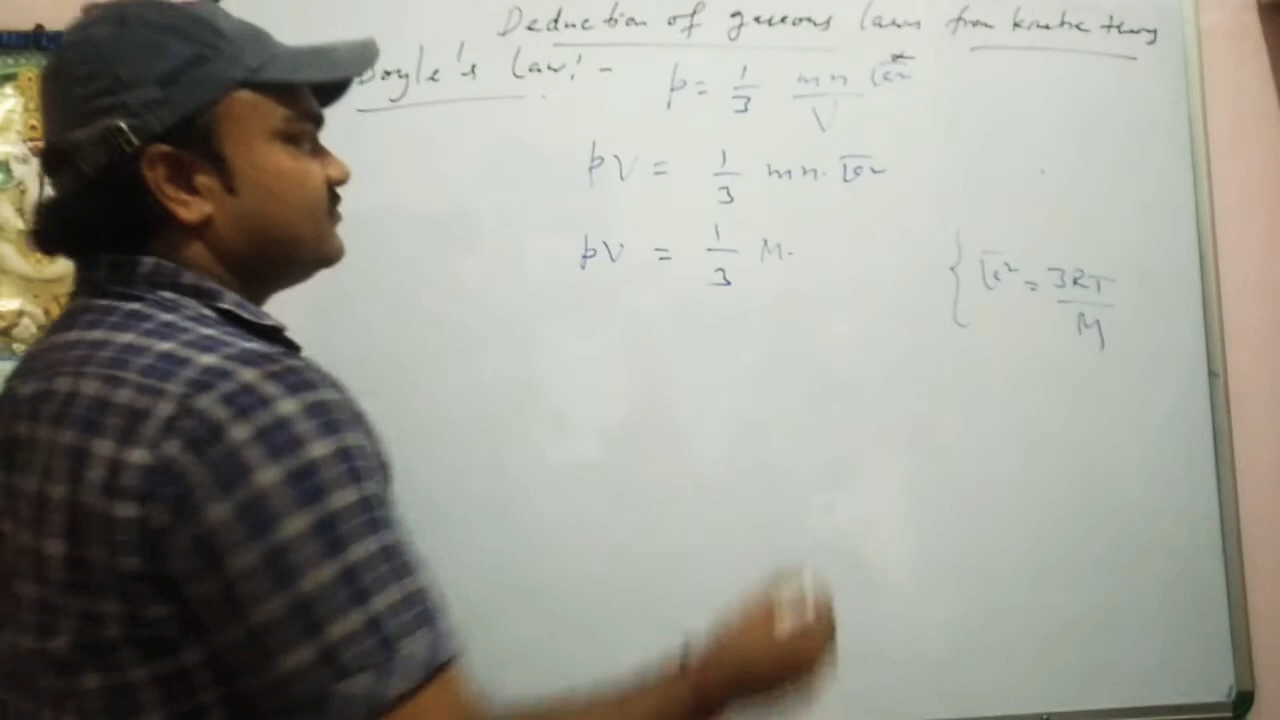 Deduction of gaseous laws from kinetic theory
Boyle's Law! - p = 1/3 mn/V c̄²
pV = 1/3 mn. c̄²
pV = 1/3 M.
{ c̄² = 3RT/M